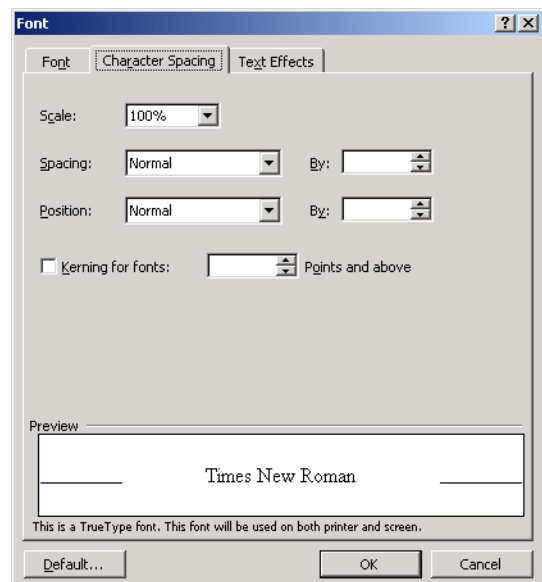 Font
Font Character Spacing Text Effects
Scale: 100%
Spacing: Normal By:
Position: Normal By:
Kerning for fonts: Points and above
Preview
Times New Roman
This is a TrueType font. This font will be used on both printer and screen.
Default... OK Cancel